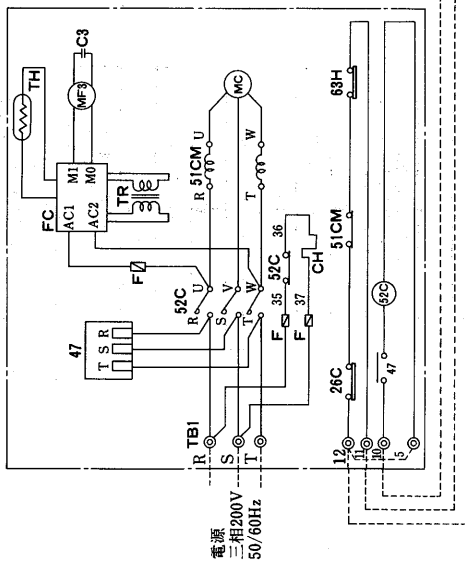 TH
C3
MF3
FC
M1
M0
AC1
AC2
TR
F
47
T S R
52C
R
U
S
V
T
W
51CM
R
U
T
W
MC
TB1
R
S
T
電源
三相200V
50/60Hz
F
35
52C
36
F
37
CH
12
11
10
5
26C
51CM
63H
47
52C